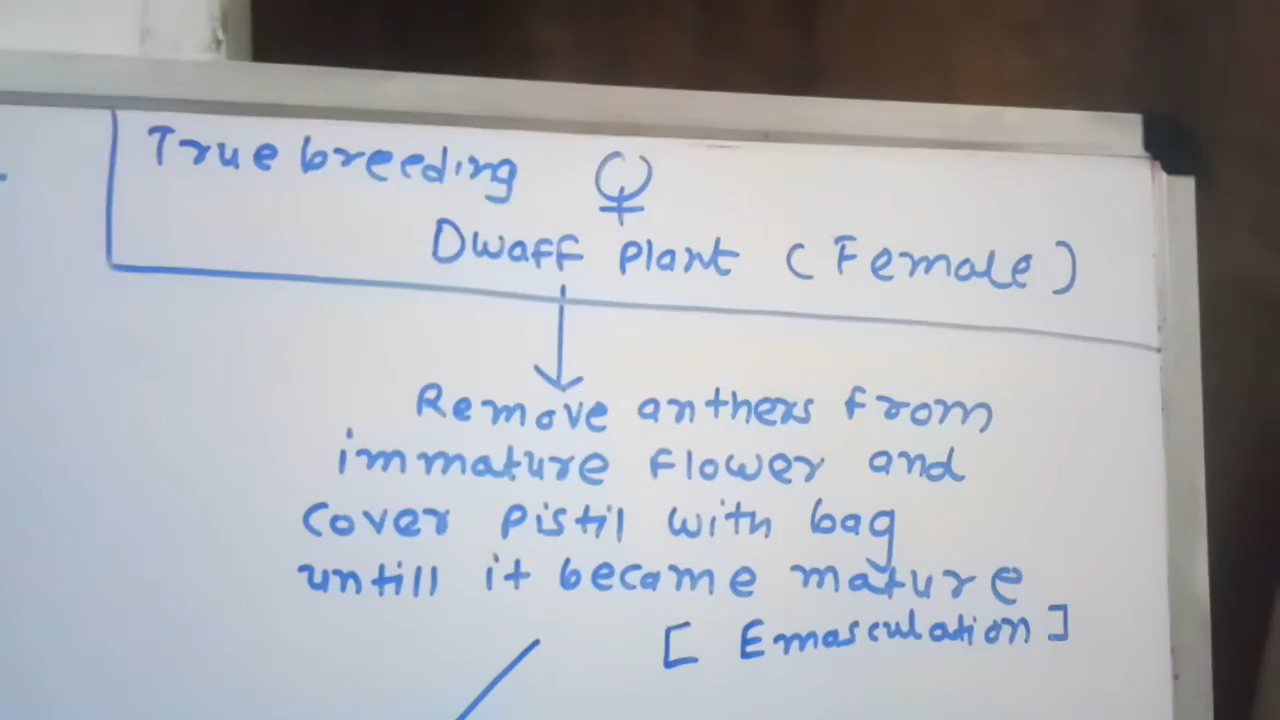 True breeding ♀
Dwaff plant (Female)
Remove anthers from
immature flower and
cover pistil with bag
untill it became mature
[Emasculation]